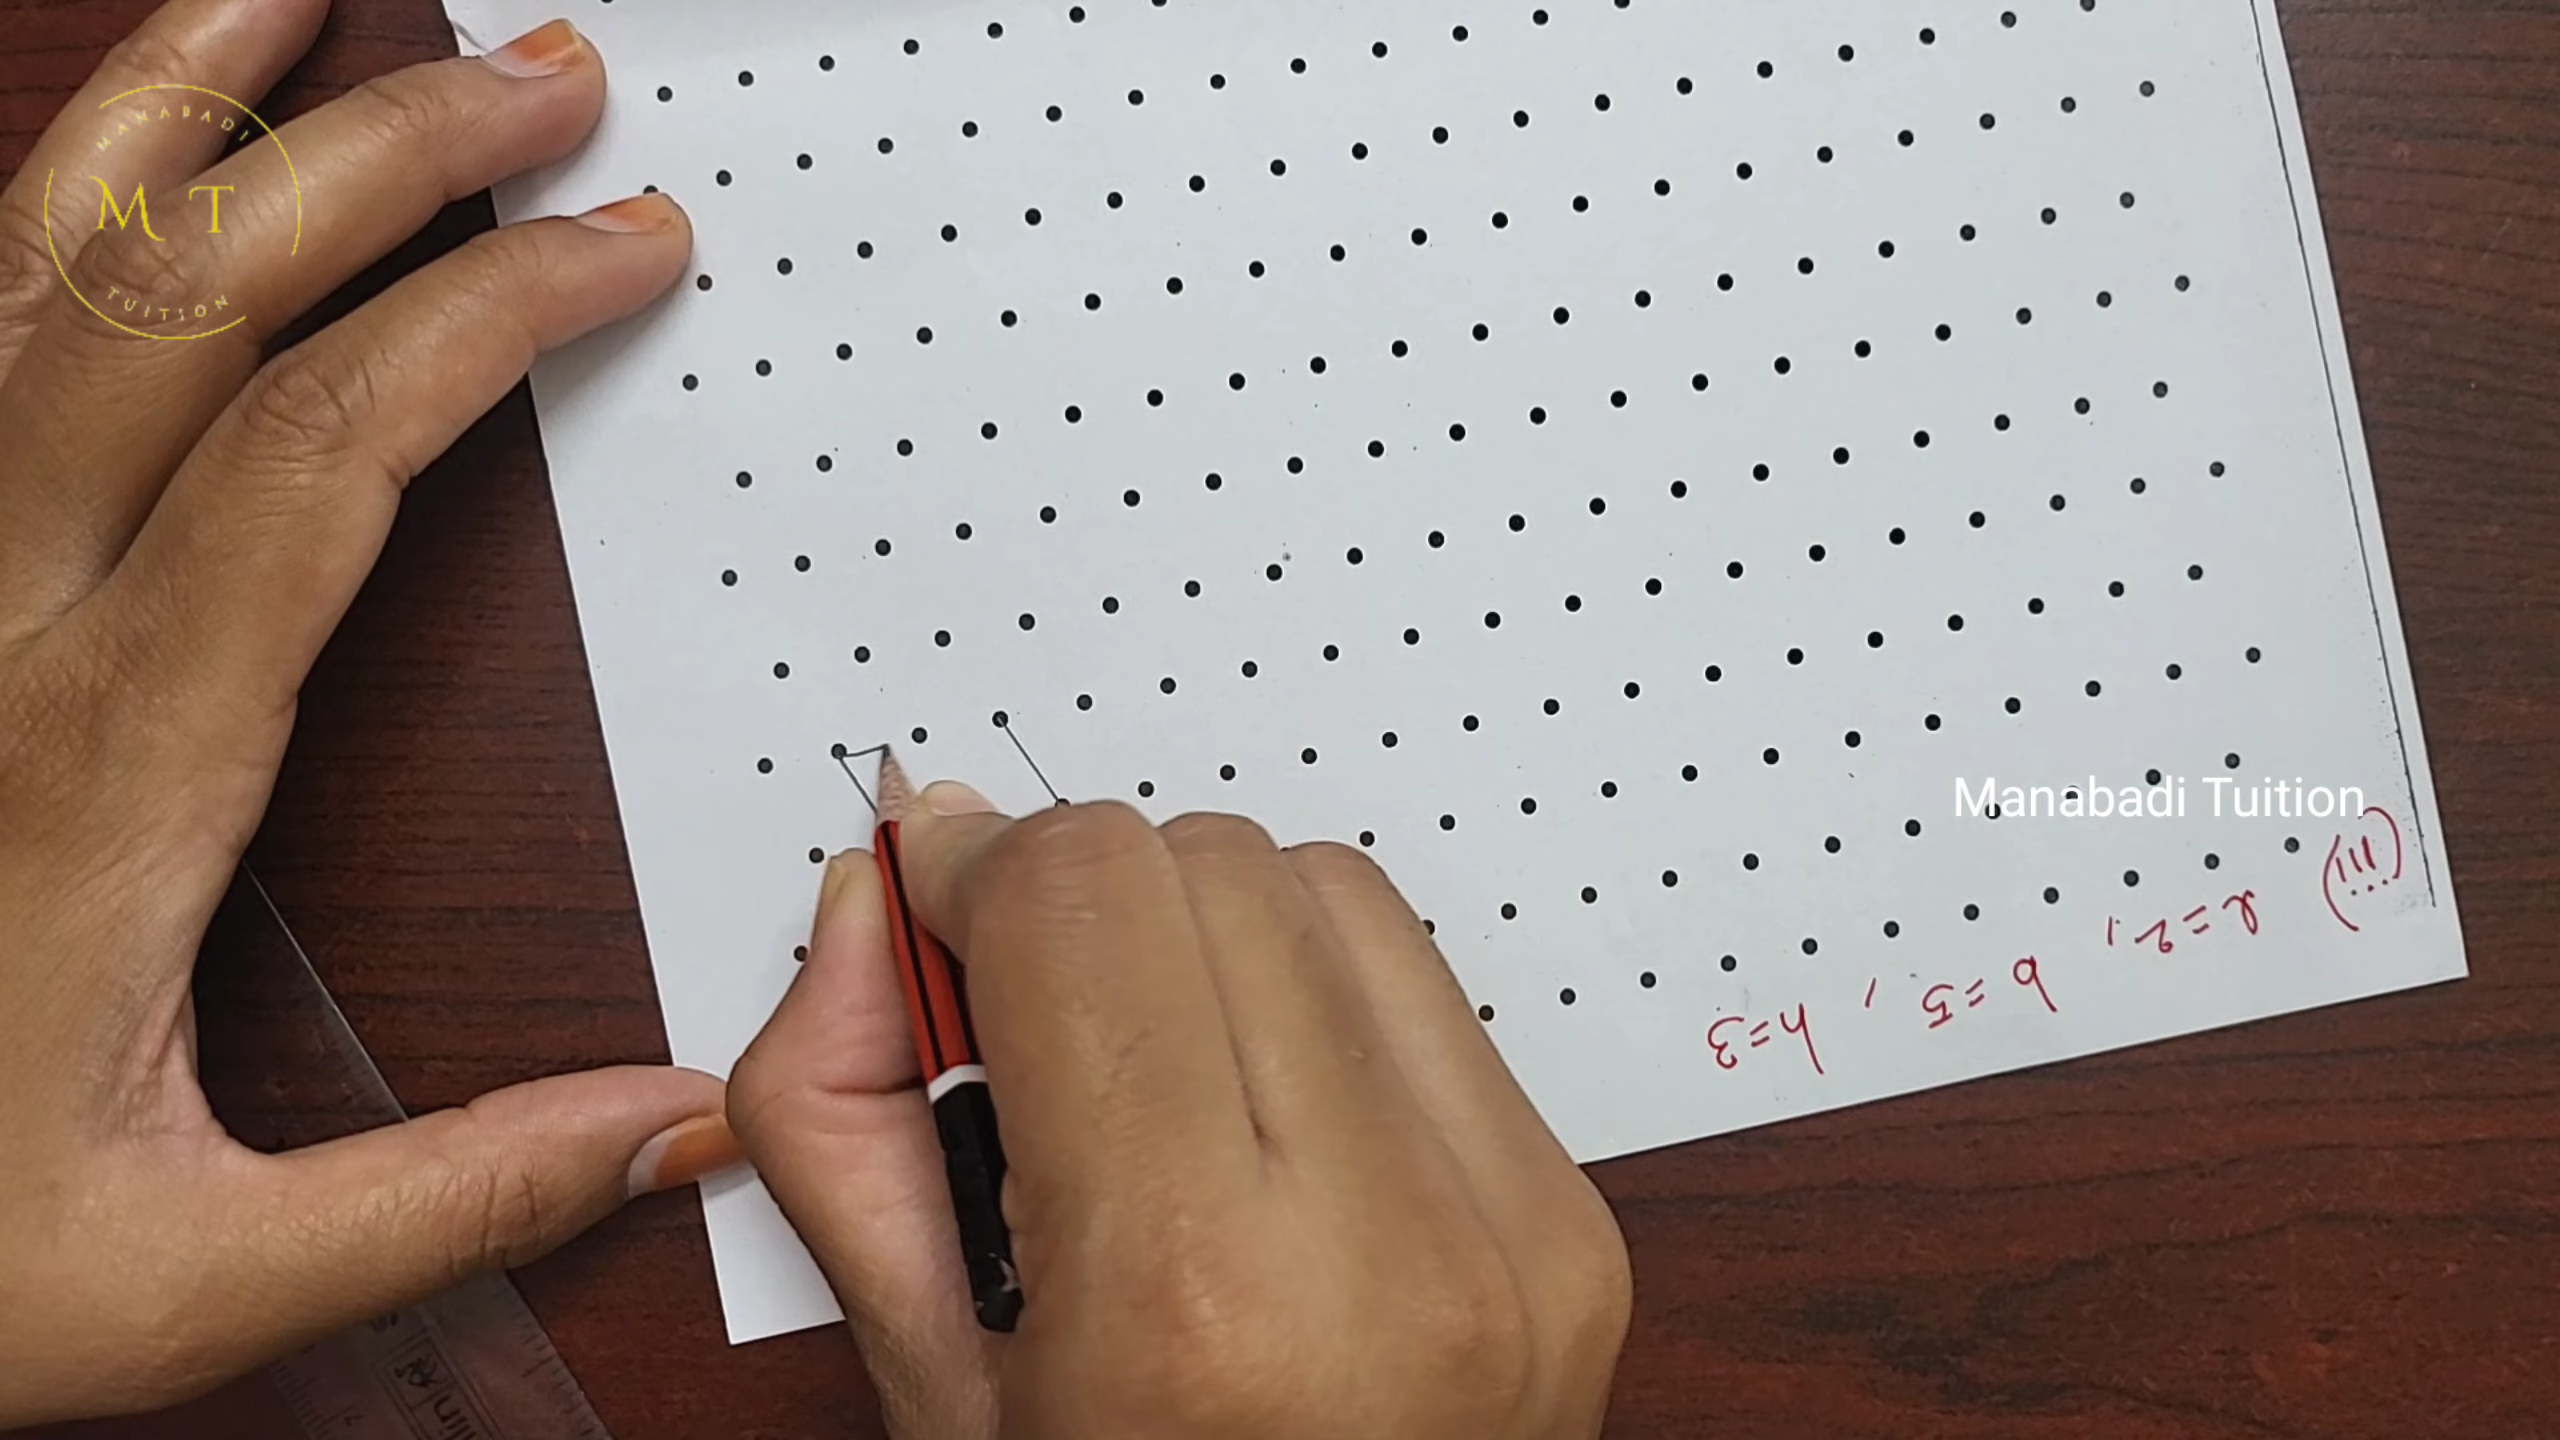 MANABADI
M T
TUITION
Manabadi Tuition
(iii) l=2, b=5, h=3